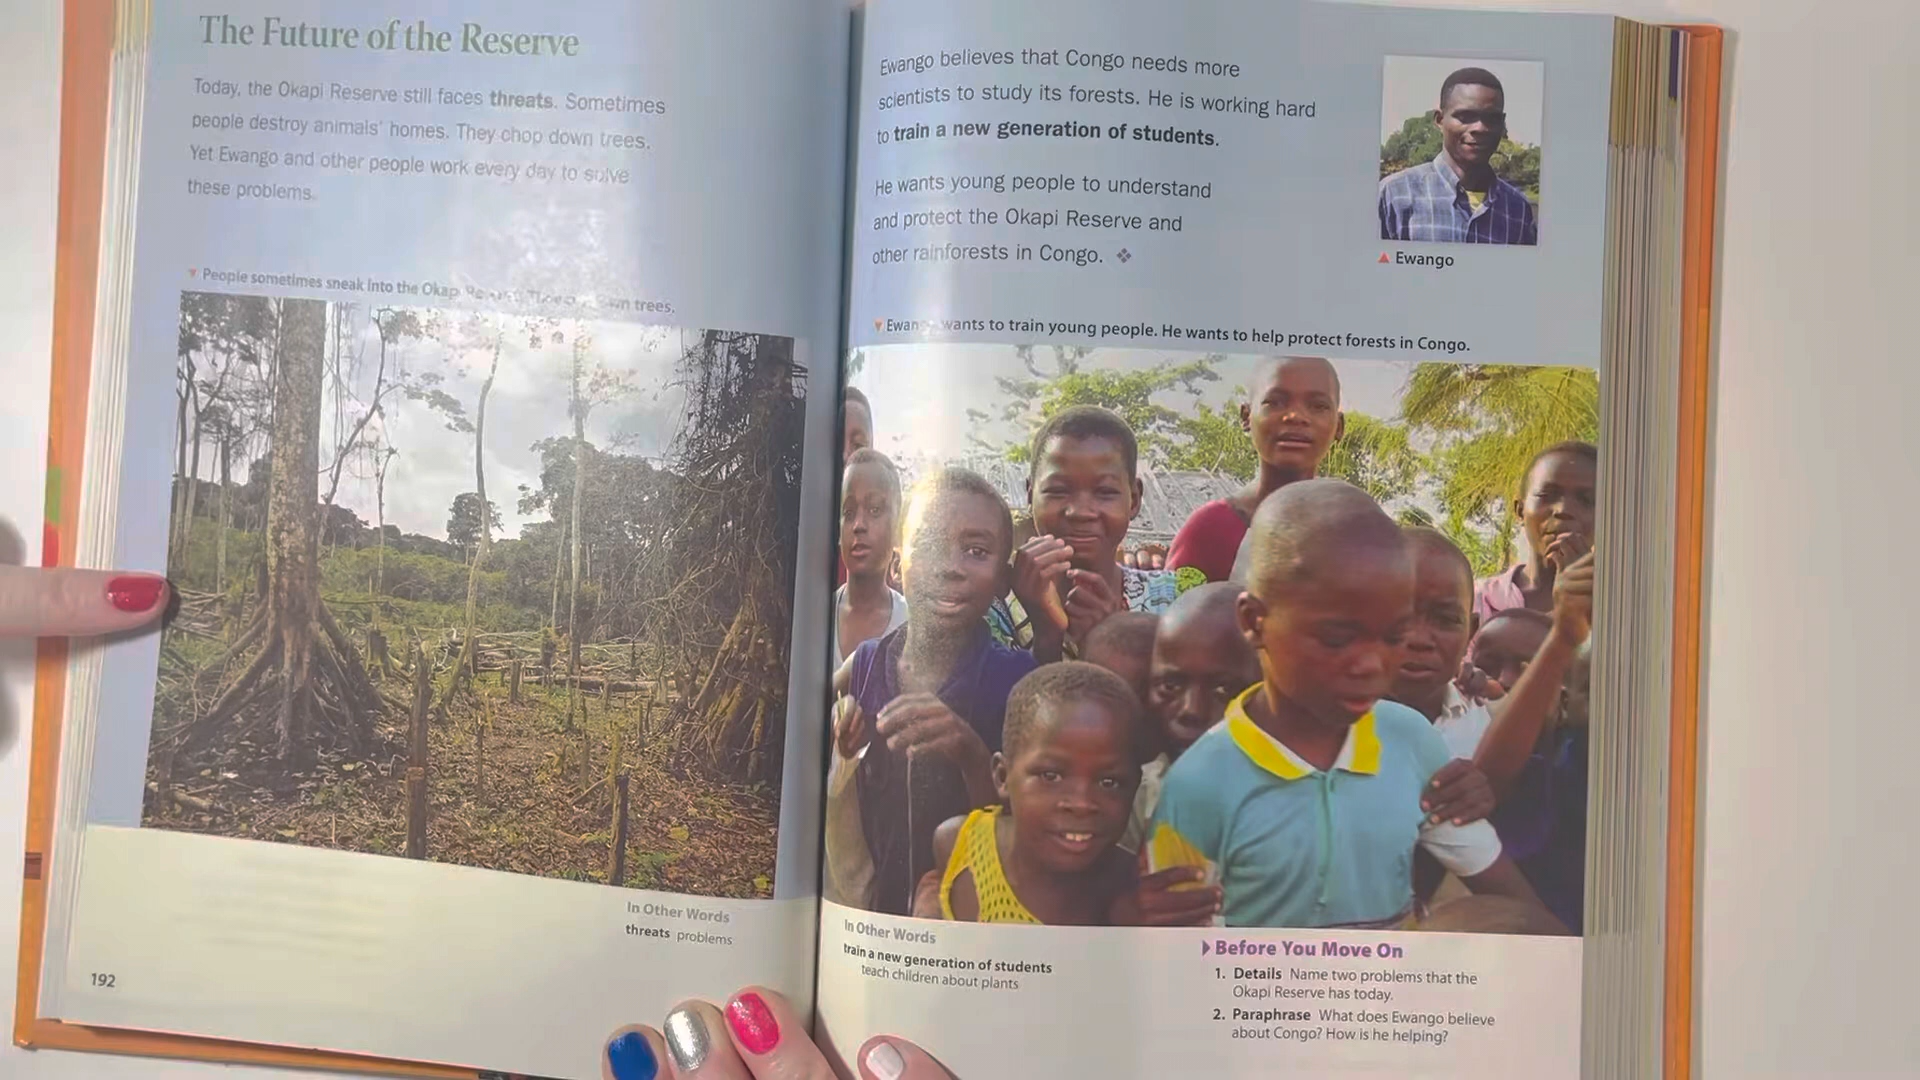 The Future of the Reserve
Today, the Okapi Reserve still faces threats. Sometimes
people destroy animals' homes. They chop down trees.
Yet Ewango and other people work every day to solve
these problems.
People sometimes sneak into the Okapi trees.
192
In Other Words
threats problems
Ewango believes that Congo needs more
scientists to study its forests. He is working hard
to train a new generation of students.
He wants young people to understand
and protect the Okapi Reserve and
other rainforests in Congo. ❖
Ewango
Ewango wants to train young people. He wants to help protect forests in Congo.
In Other Words
train a new generation of students
teach children about plants
Before You Move On
1. Details Name two problems that the
Okapi Reserve has today.
2. Paraphrase What does Ewango believe
about Congo? How is he helping?